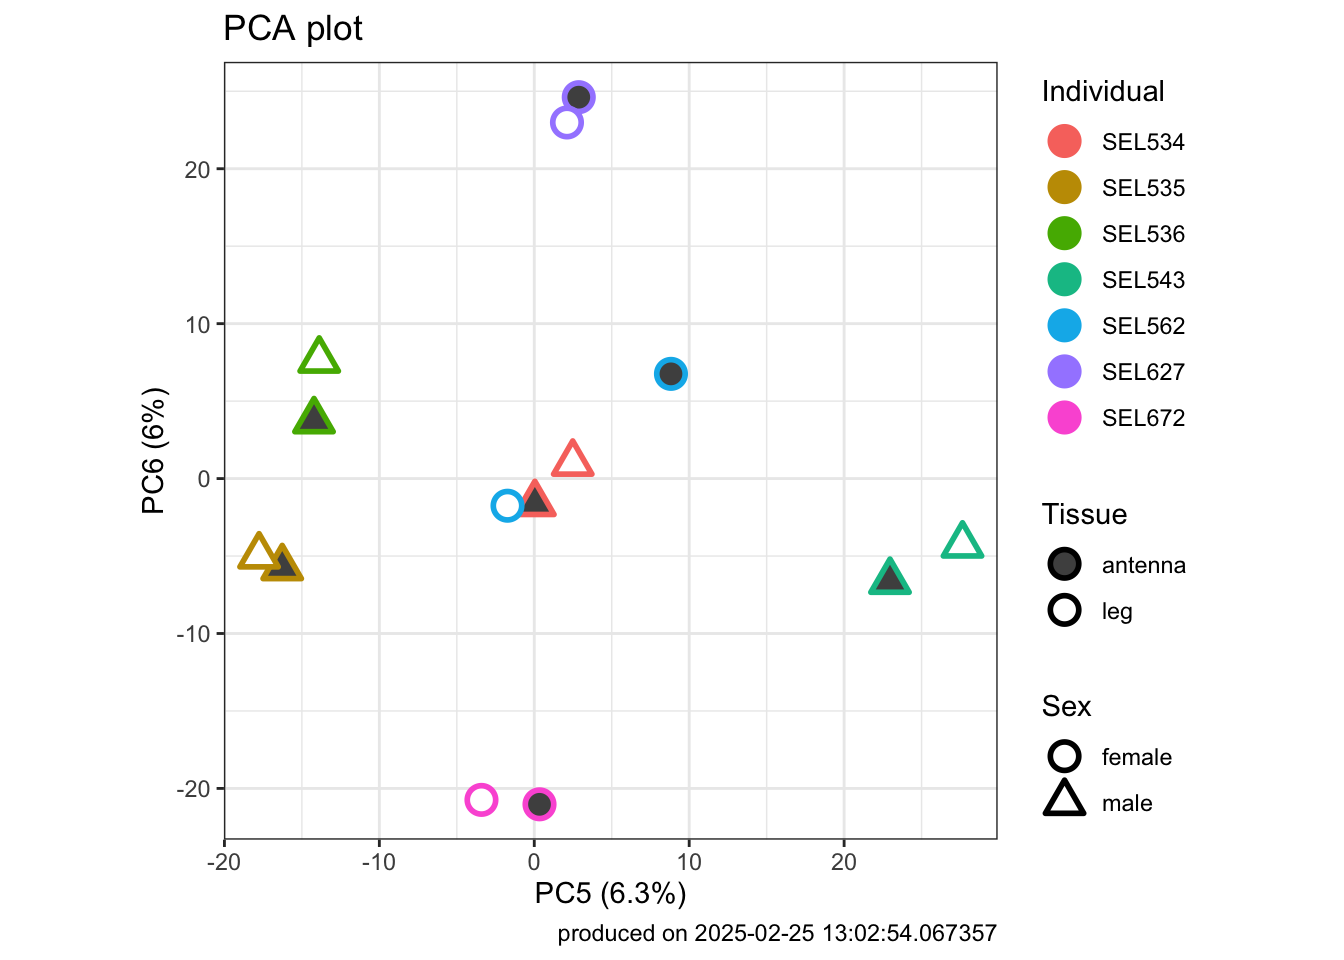 PCA plot
20
10
0
-10
-20
PC6 (6%)
-20
-10
0
10
20
PC5 (6.3%)
produced on 2025-02-25 13:02:54.067357
Individual
SEL534
SEL535
SEL536
SEL543
SEL562
SEL627
SEL672
Tissue
antenna
leg
Sex
female
male